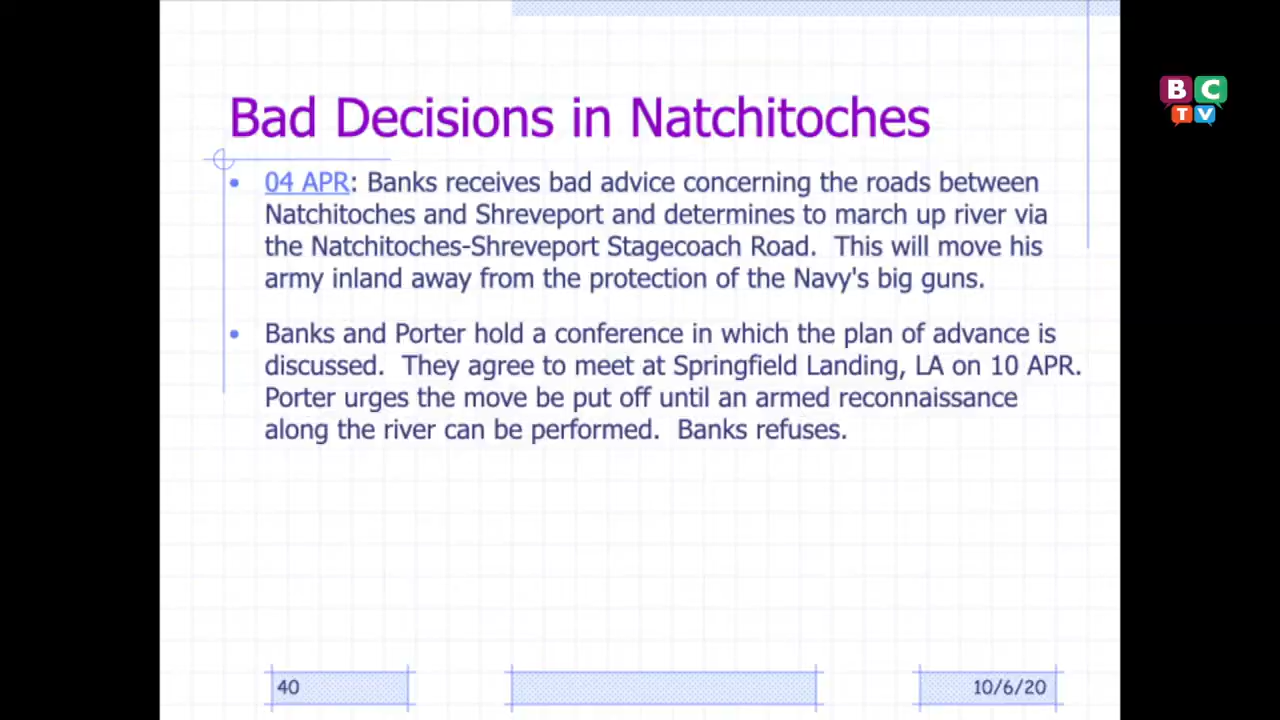 BC
TV
Bad Decisions in Natchitoches
• 04 APR: Banks receives bad advice concerning the roads between
Natchitoches and Shreveport and determines to march up river via
the Natchitoches-Shreveport Stagecoach Road.  This will move his
army inland away from the protection of the Navy's big guns.
• Banks and Porter hold a conference in which the plan of advance is
discussed.  They agree to meet at Springfield Landing, LA on 10 APR.
Porter urges the move be put off until an armed reconnaissance
along the river can be performed.  Banks refuses.
40
10/6/20